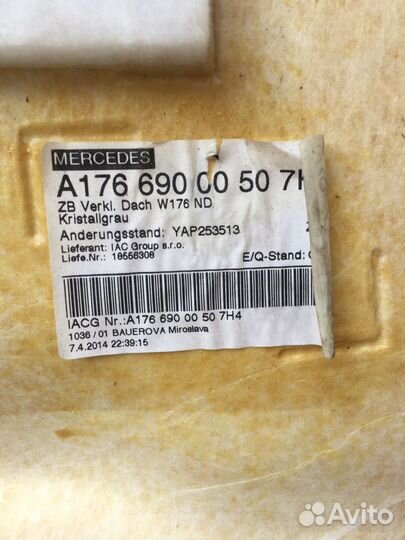 MERCEDES
A176 690 00 50 7H
ZB Verkl. Dach W176 ND
Kristallgrau
Anderungsstand: YAP253513
Lieferant: IAC Group s.r.o.
Liefe.Nr.: 18556308
E/Q-Stand:
IACG Nr.:A176 690 00 50 7H4
1036 / 01 BAUEROVA Miroslava
7.4.2014 22:39:15
Avito